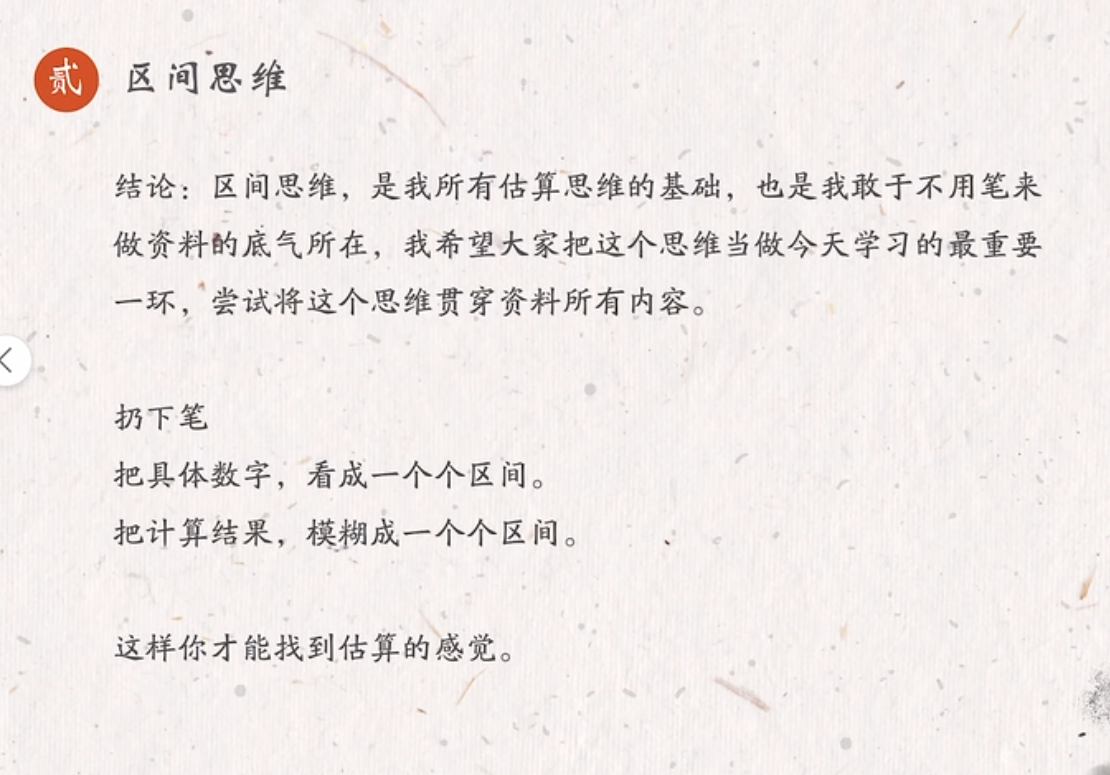 贰 区间思维
结论：区间思维，是我所有估算思维的基础，也是我敢于不用笔来
做资料的底气所在，我希望大家把这个思维当做今天学习的最重要
一环，尝试将这个思维贯穿资料所有内容。
扔下笔
把具体数字，看成一个个区间。
把计算结果，模糊成一个个区间。
这样你才能找到估算的感觉。